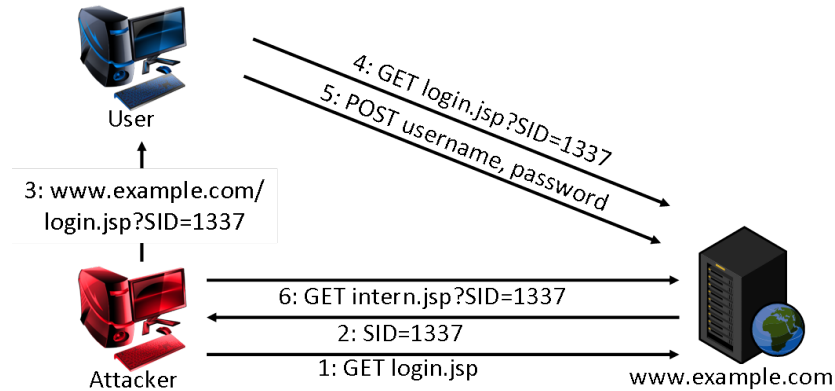 4: GET login.jsp?SID=1337
5: POST username, password
User
3: www.example.com/
login.jsp?SID=1337
6: GET intern.jsp?SID=1337
2: SID=1337
1: GET login.jsp
Attacker
www.example.com